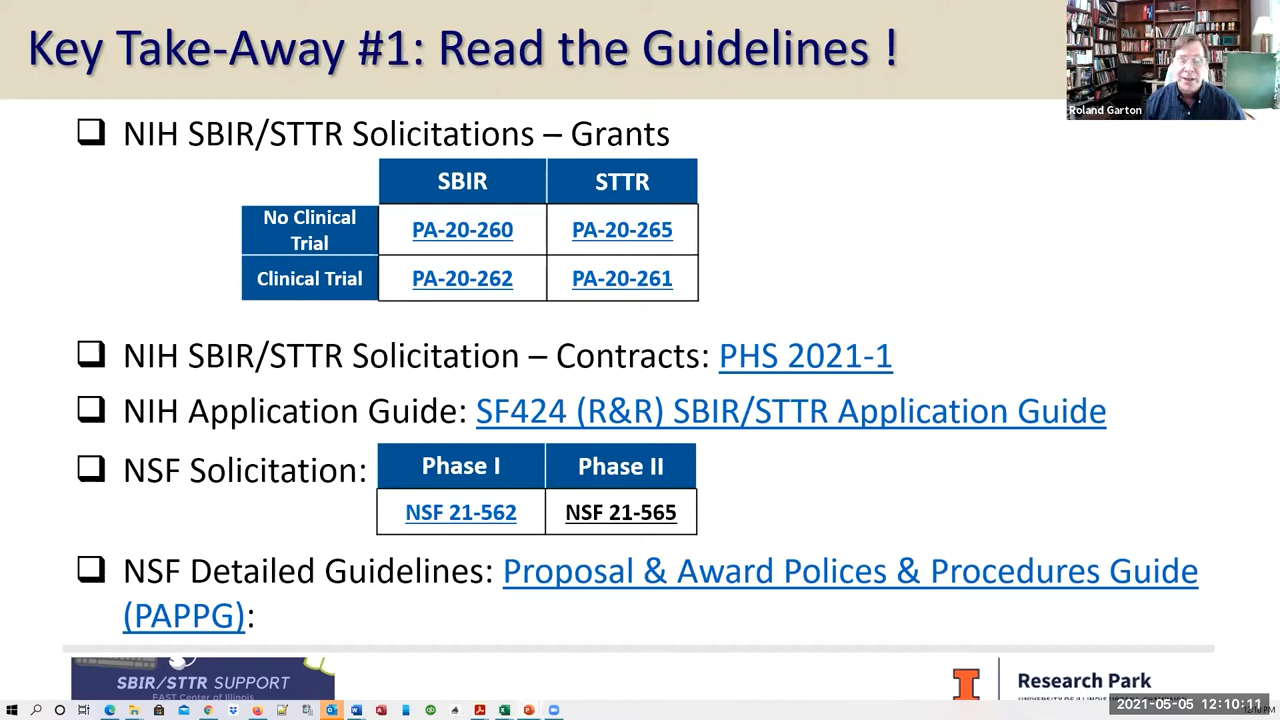 Key Take-Away #1: Read the Guidelines !
Roland Garton
NIH SBIR/STTR Solicitations – Grants
SBIR STTR
No Clinical
Trial
PA-20-260 PA-20-265
Clinical Trial PA-20-262 PA-20-261
NIH SBIR/STTR Solicitation – Contracts: PHS 2021-1
NIH Application Guide: SF424 (R&R) SBIR/STTR Application Guide
NSF Solicitation:
Phase I Phase II
NSF 21-562 NSF 21-565
NSF Detailed Guidelines: Proposal & Award Polices & Procedures Guide
(PAPPG):
SBIR/STTR SUPPORT
EAST Center of Illinois
Research Park
2021-05-05 12:10:11